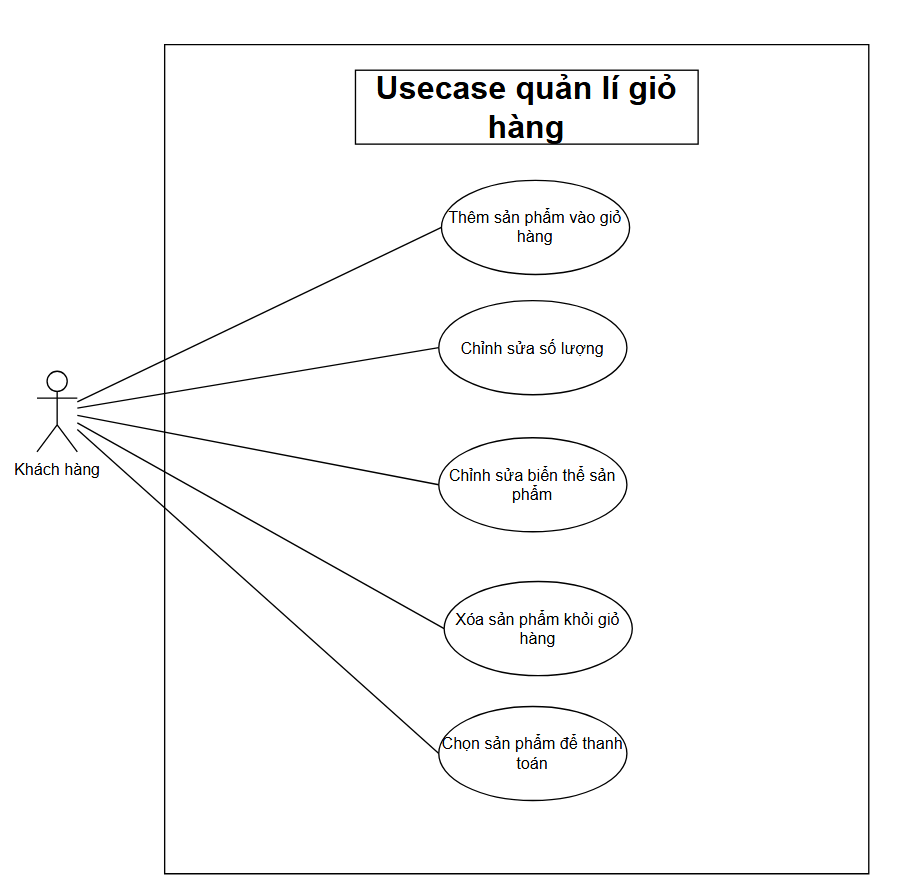 Usecase quản lí giỏ
hàng
Thêm sản phẩm vào giỏ
hàng
Chỉnh sửa số lượng
Khách hàng
Chỉnh sửa biển thể sản
phẩm
Xóa sản phẩm khỏi giỏ
hàng
Chọn sản phẩm để thanh
toán